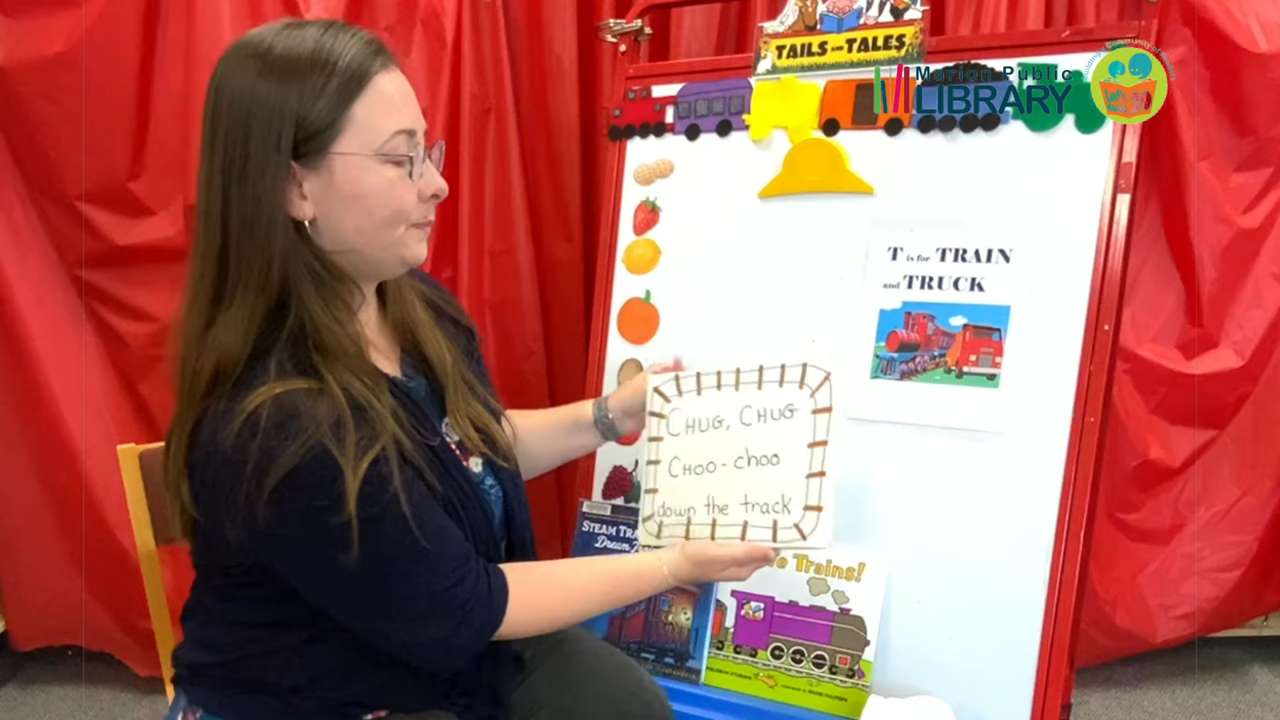 TAILS AND TALES
Marion Public
LIBRARY
T is for TRAIN
and TRUCK
CHUG, CHUG
CHOO-choo
down the track
STEAM TRA
Dream
Trains!